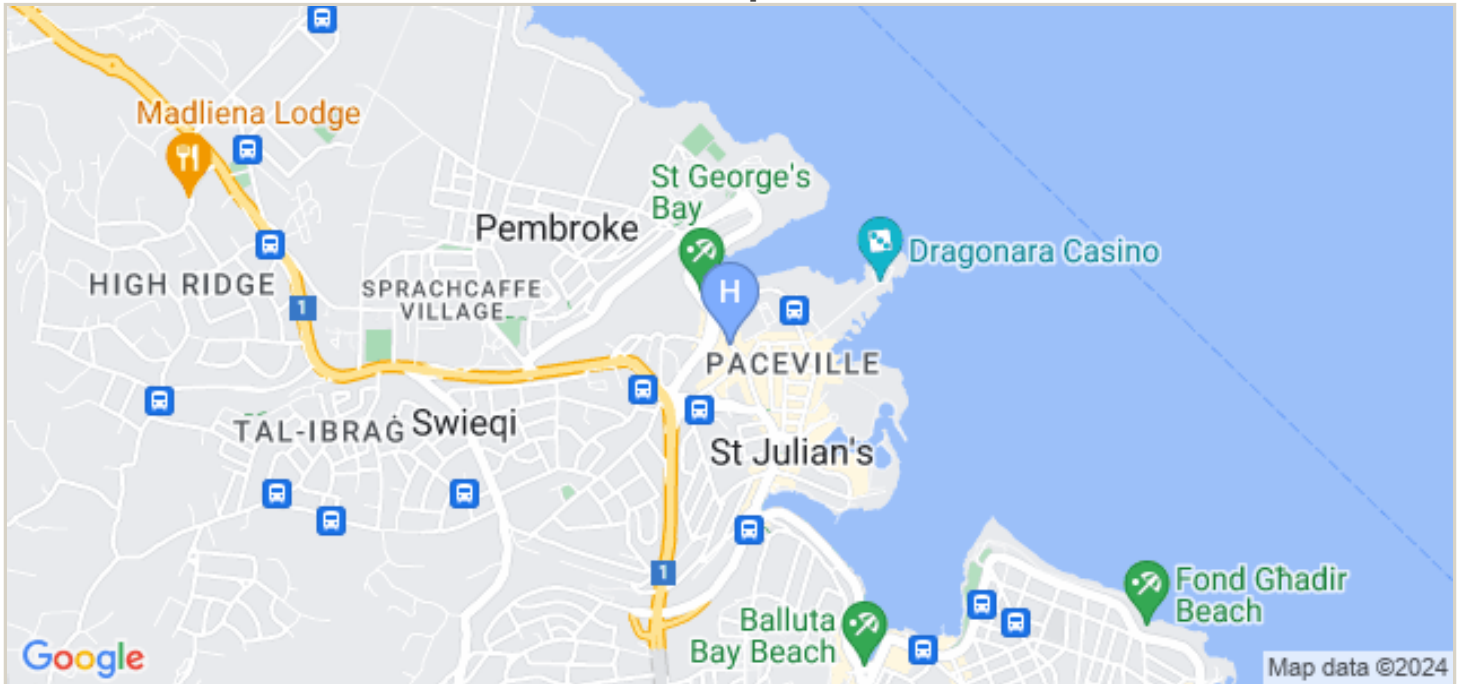 Madliena Lodge
St George's
Bay
Pembroke
Dragonara Casino
HIGH RIDGE
SPRACHCAFFE
VILLAGE
H
1
PACEVILLE
TAL-IBRAĠ
Swieqi
St Julian's
1
Fond Għadir
Beach
Balluta
Bay Beach
Google
Map data ©2024